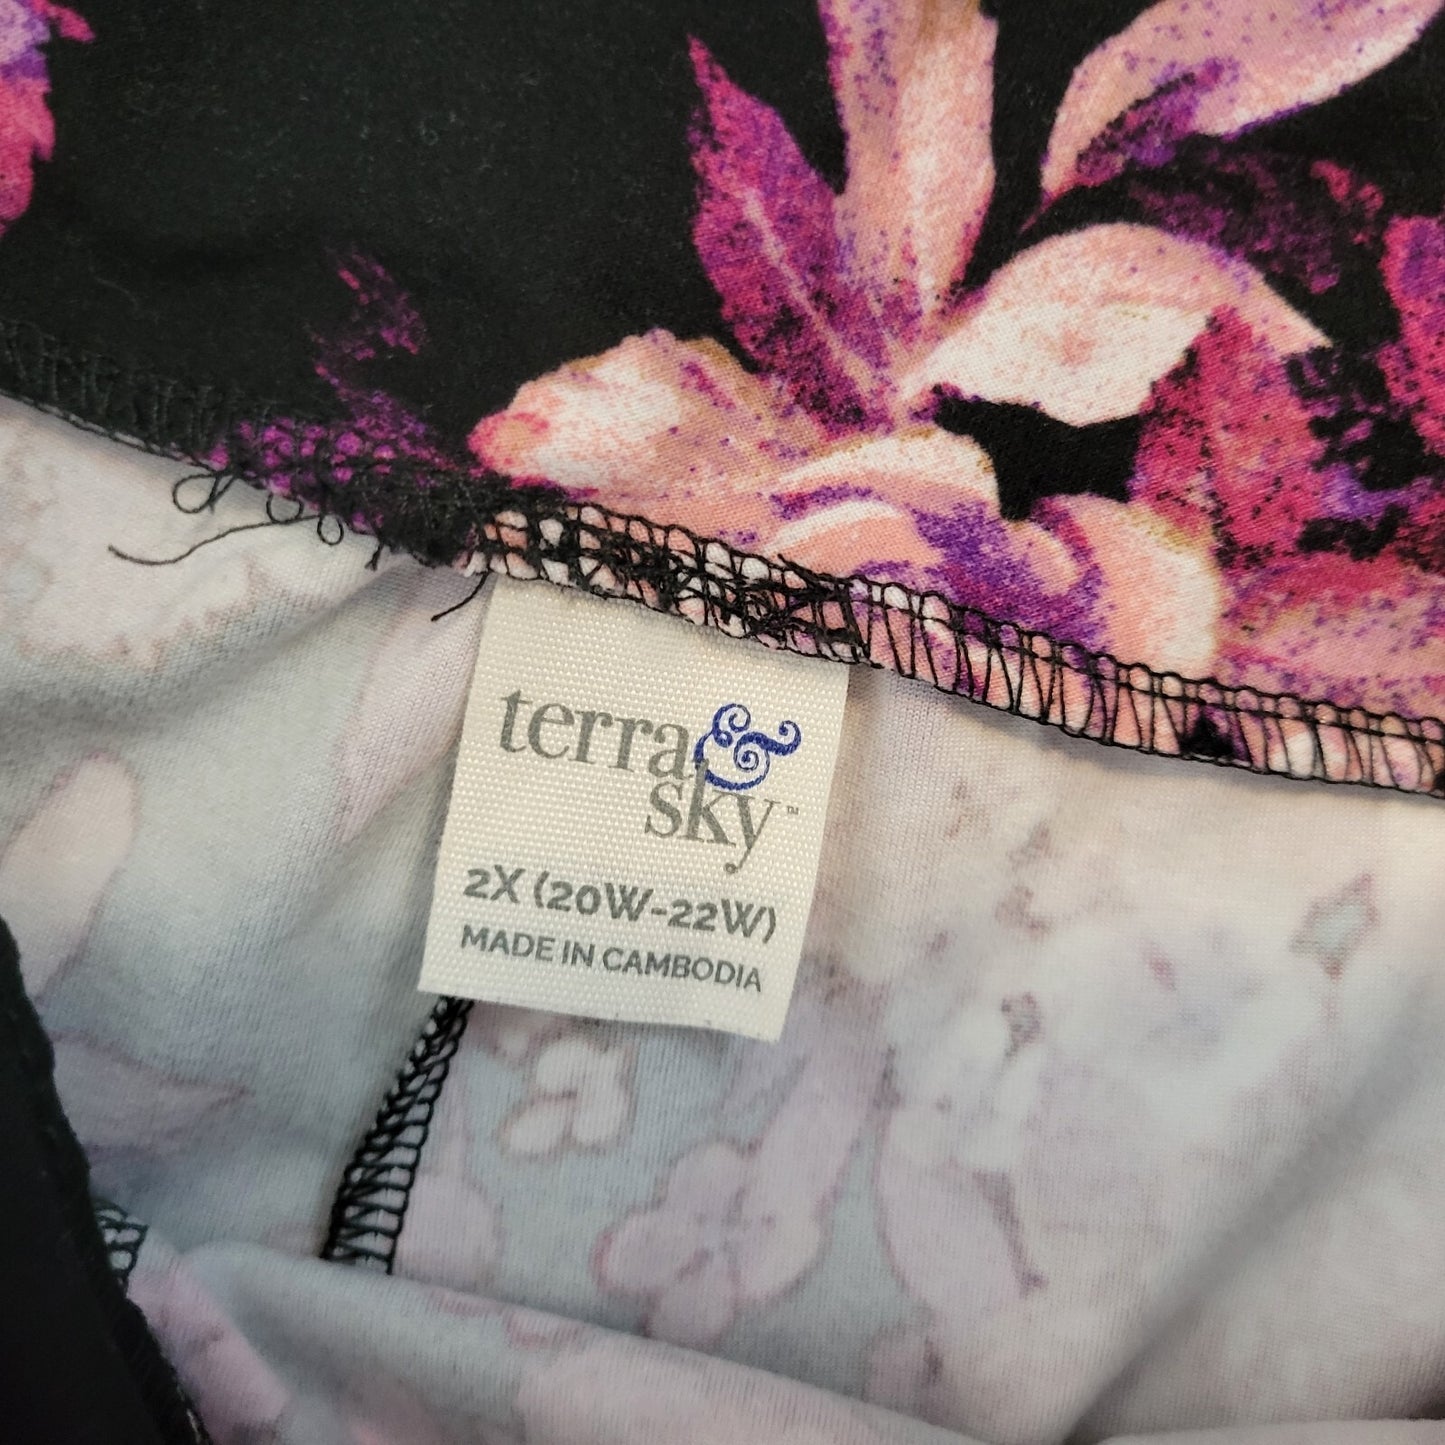 terra &
sky™
2X (20W-22W)
MADE IN CAMBODIA